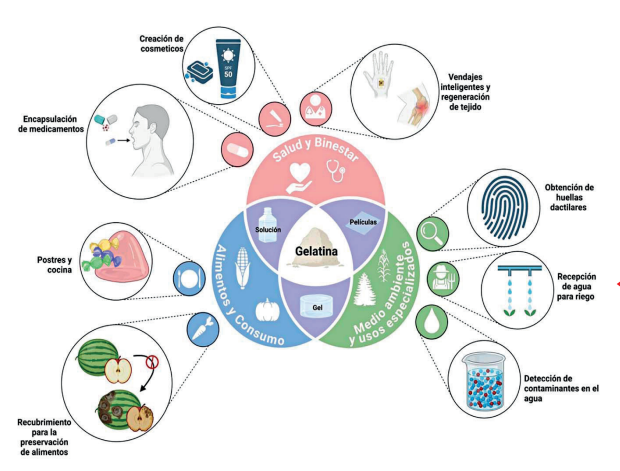 Creación de
cosmeticos
SPF
50
Vendajes
inteligentes y
regeneración
de tejido
Encapsulación
de medicamentos
Salud y Binestar
Obtención de
huellas
dactilares
Solución
Películas
Gelatina
Postres y
cocina
Alimentos y Consumo
Gel
Medio ambiente
y usos especializados
Recepción
de agua
para riego
Recubrimiento
para la
preservación
de alimentos
Detección de
contaminantes en el
agua